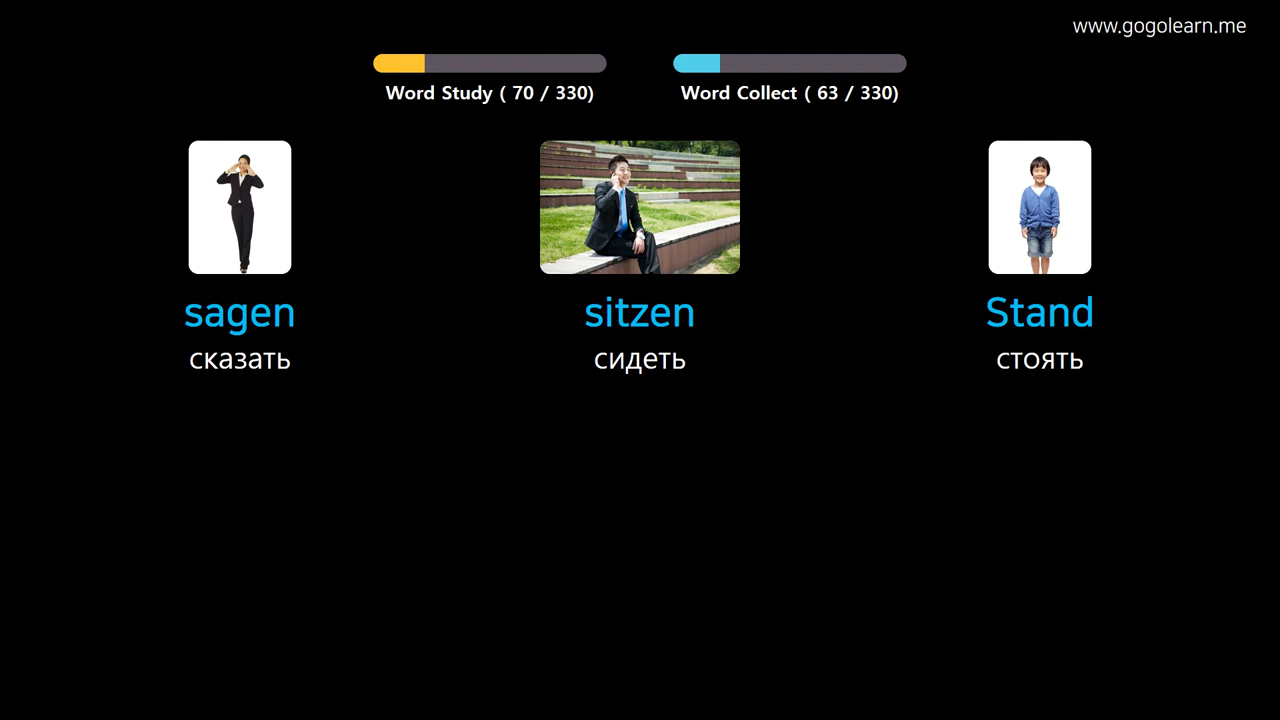 www.gogolearn.me
Word Study ( 70 / 330)
Word Collect ( 63 / 330)
sagen
сказать
sitzen
сидеть
Stand
стоять